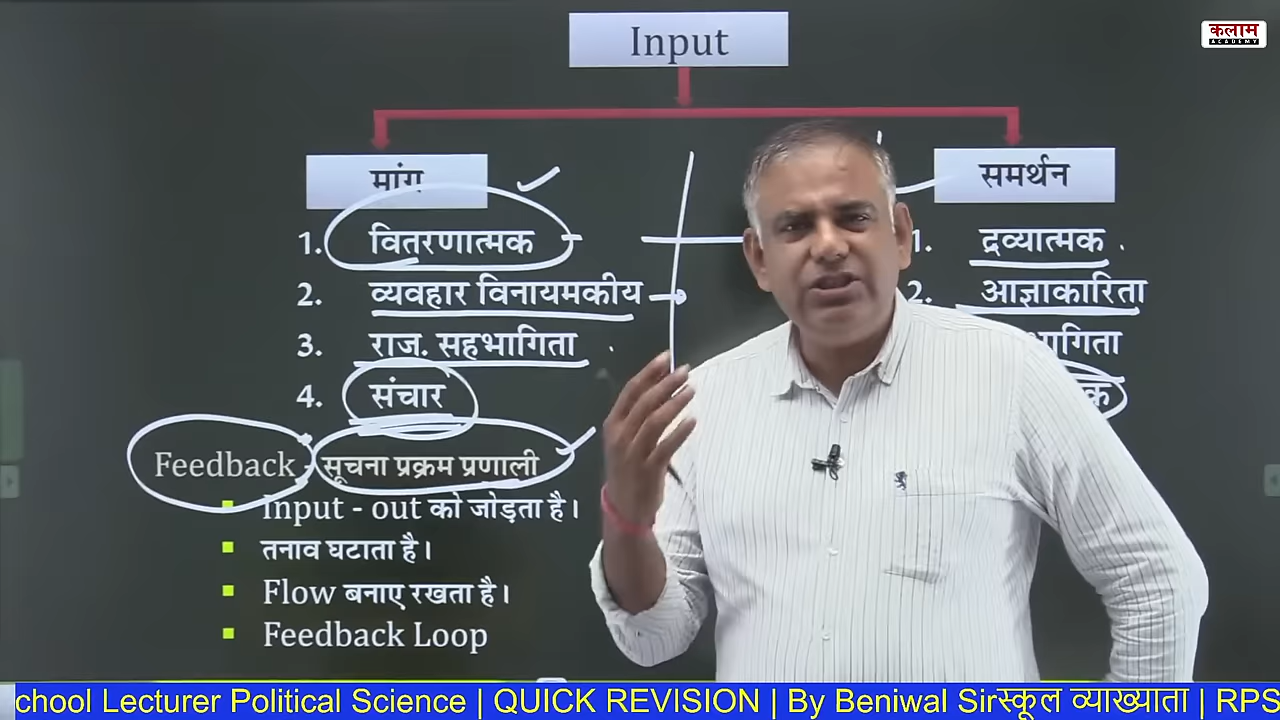 Input
कलाम
ACADEMY
मांग
समर्थन
1. वितरणात्मक
2. व्यवहार विनायमकीय
3. राज. सहभागिता
4. संचार
1. द्रव्यात्मक
2. आज्ञाकारिता
Feedback - सूचना प्रक्रम प्रणाली
Input - out को जोड़ता है।
तनाव घटाता है।
Flow बनाए रखता है।
Feedback Loop
chool Lecturer Political Science | QUICK REVISION | By Beniwal Sirस्कूल व्याख्याता | RPS